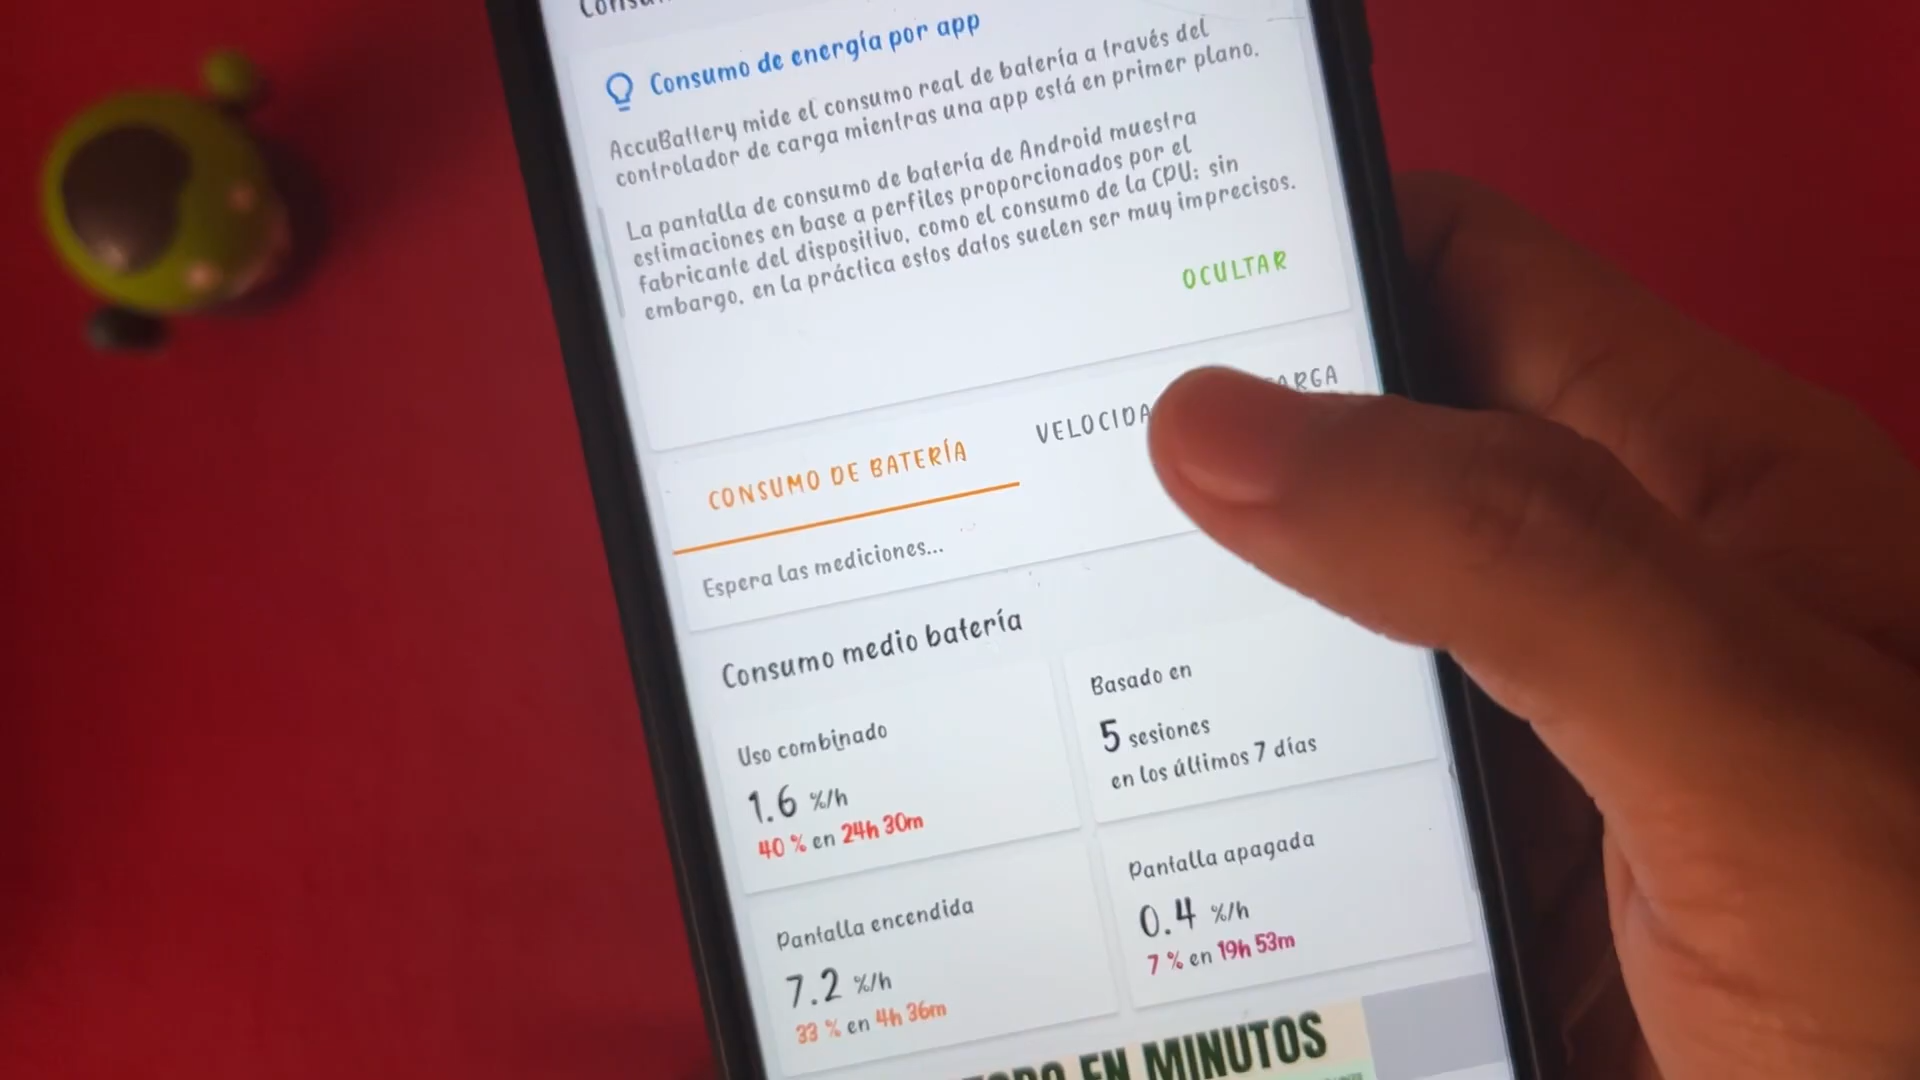 Consumo de energía por app
AccuBattery mide el consumo real de batería a través del
controlador de carga mientras una app está en primer plano.
La pantalla de consumo de batería de Android muestra
estimaciones en base a perfiles proporcionados por el
fabricante del dispositivo, como el consumo de la CPU; sin
embargo, en la práctica estos datos suelen ser muy imprecisos.
OCULTAR
CONSUMO DE BATERÍA
Espera las mediciones...
Consumo medio batería
Uso combinado
1.6 %/h
40 % en 24h 30m
Basado en
5 sesiones
en los últimos 7 días
Pantalla encendida
7.2 %/h
33 % en 4h 36m
Pantalla apagada
0.4 %/h
7 % en 19h 53m
EN MINUTOS